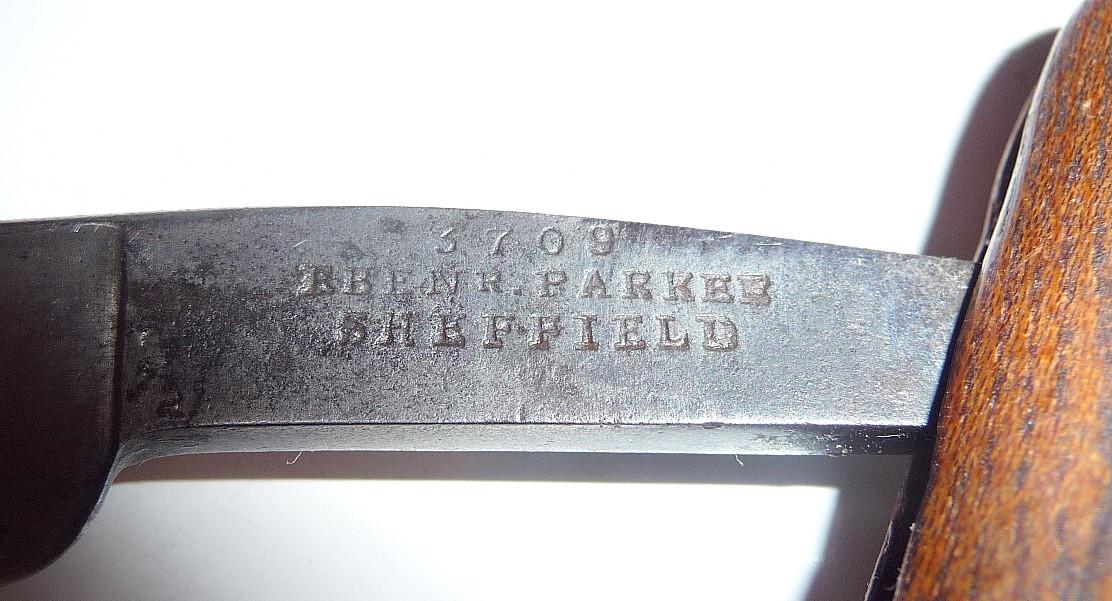 3709
EBENR. PARKER
SHEFFIELD